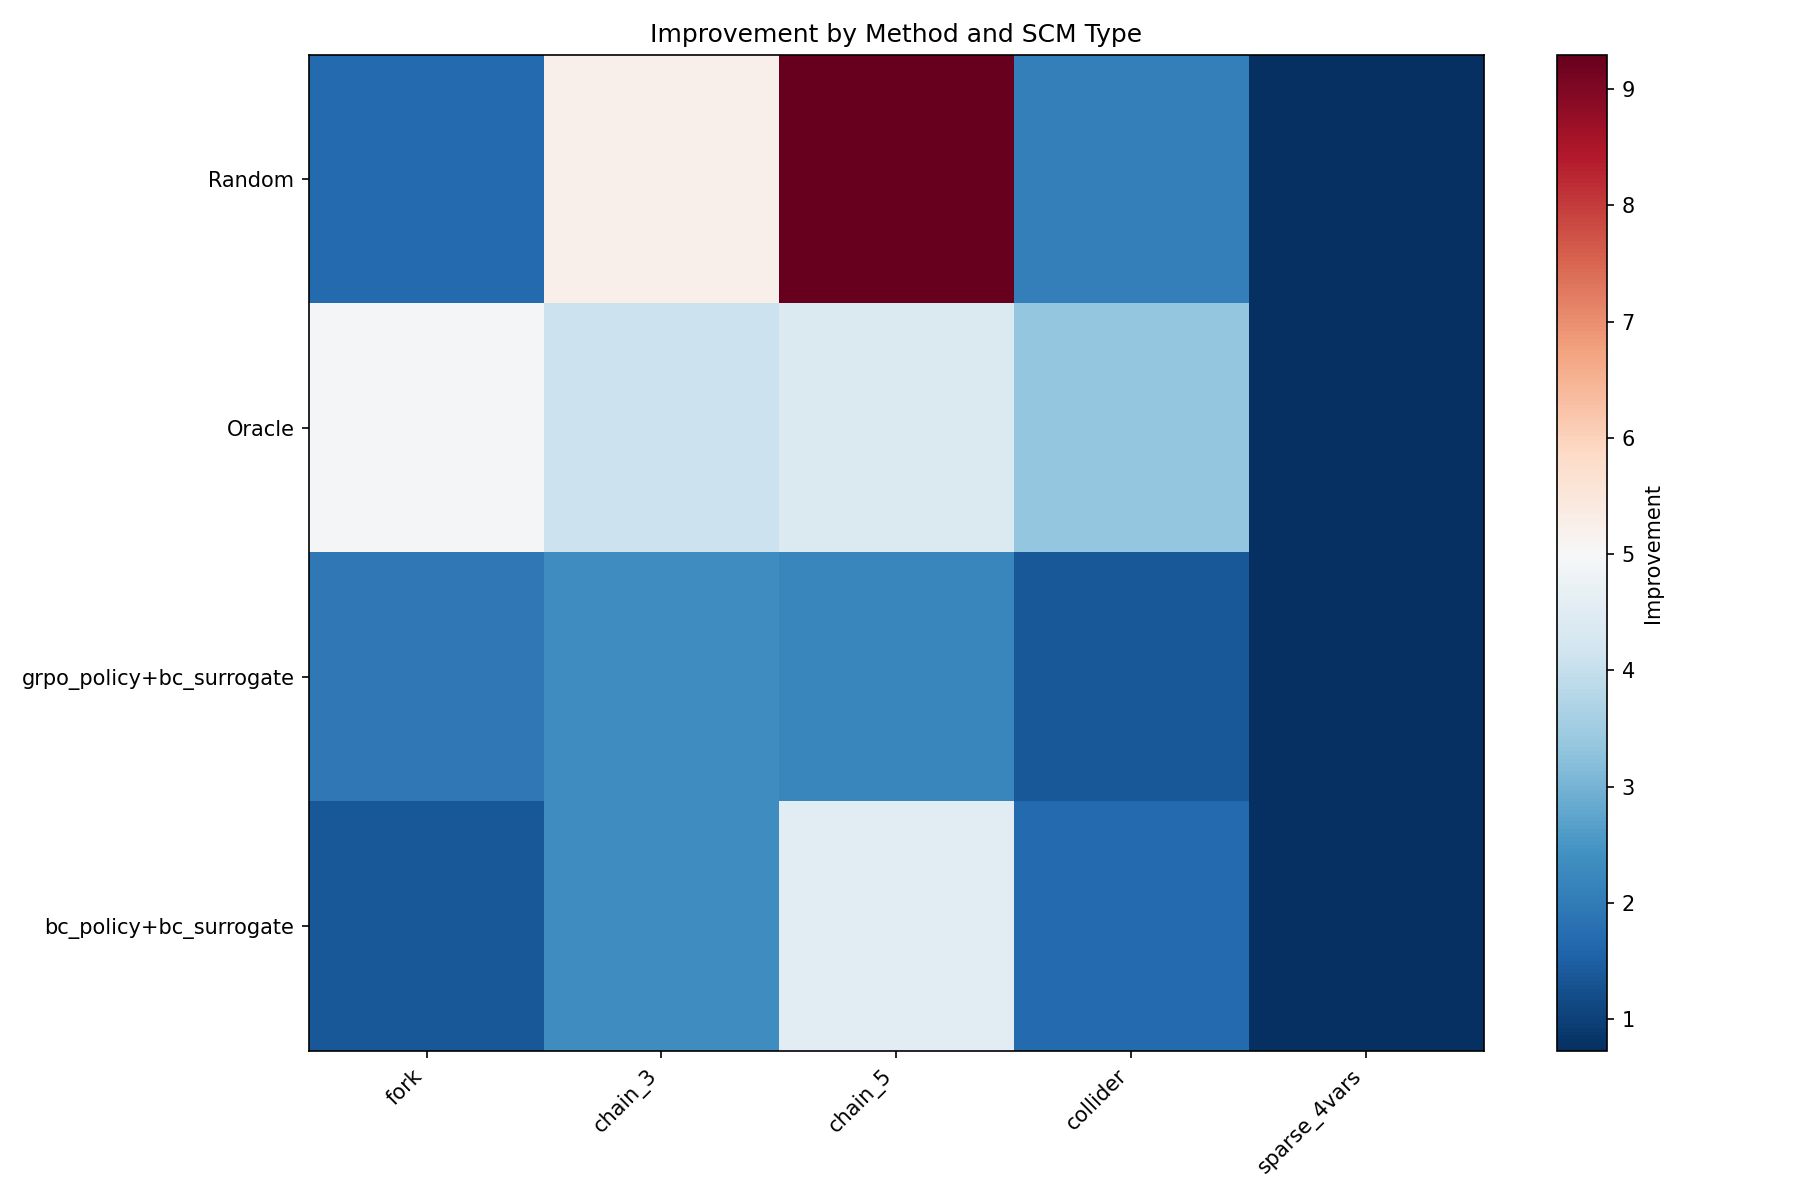 Improvement by Method and SCM Type
Random
Oracle
grpo_policy+bc_surrogate
bc_policy+bc_surrogate
fork
chain_3
chain_5
collider
sparse_4vars
9
8
7
6
5
4
3
2
1
Improvement